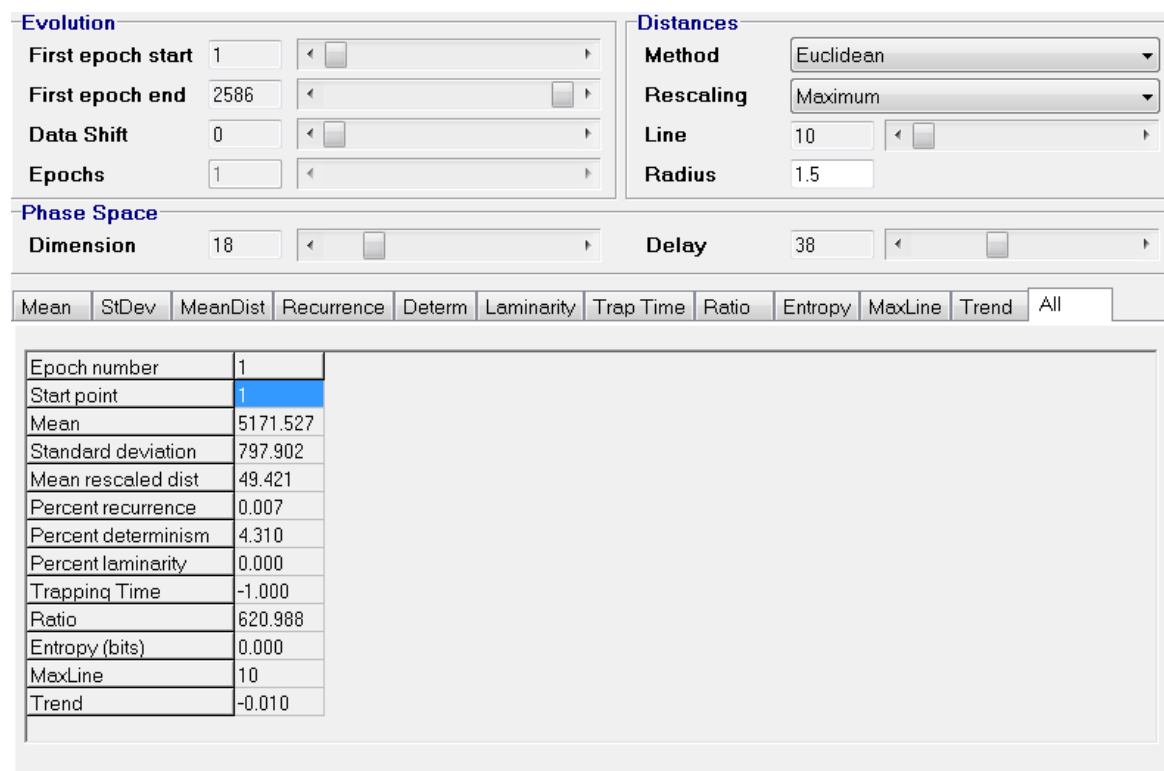 Evolution
First epoch start 1
First epoch end 2586
Data Shift 0
Epochs 1
Distances
Method Euclidean
Rescaling Maximum
Line 10
Radius 1.5
Phase Space
Dimension 18 Delay 38
Mean StDev MeanDist Recurrence Determ Laminarity Trap Time Ratio Entropy MaxLine Trend All
Epoch number 1
Start point 1
Mean 5171.527
Standard deviation 797.902
Mean rescaled dist 49.421
Percent recurrence 0.007
Percent determinism 4.310
Percent laminarity 0.000
Trapping Time -1.000
Ratio 620.988
Entropy (bits) 0.000
MaxLine 10
Trend -0.010